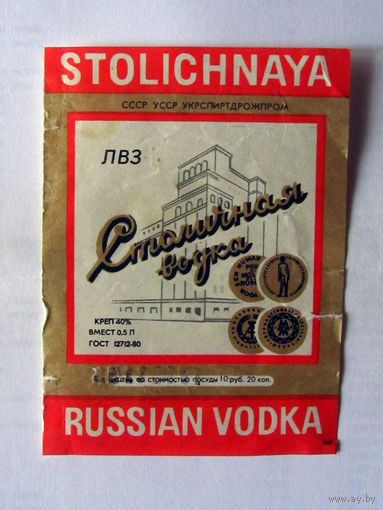 STOLICHNAYA
СССР УССР УКРСПИРТДРОЖПРОМ
ЛВЗ
Столичная
водка
КРЕП 40%
ВМЕСТ 0.5 Л
ГОСТ 12712-80
со стоимостью посуды 10 руб. 20 коп.
RUSSIAN VODKA
www.ay.by